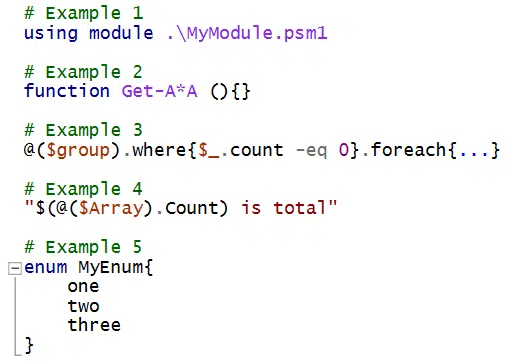 # Example 1
using module .\MyModule.psm1
# Example 2
function Get-A*A (){}
# Example 3
@($group).where{$_.count -eq 0}.foreach{...}
# Example 4
"$(@($Array).Count) is total"
# Example 5
enum MyEnum{
    one
    two
    three
}